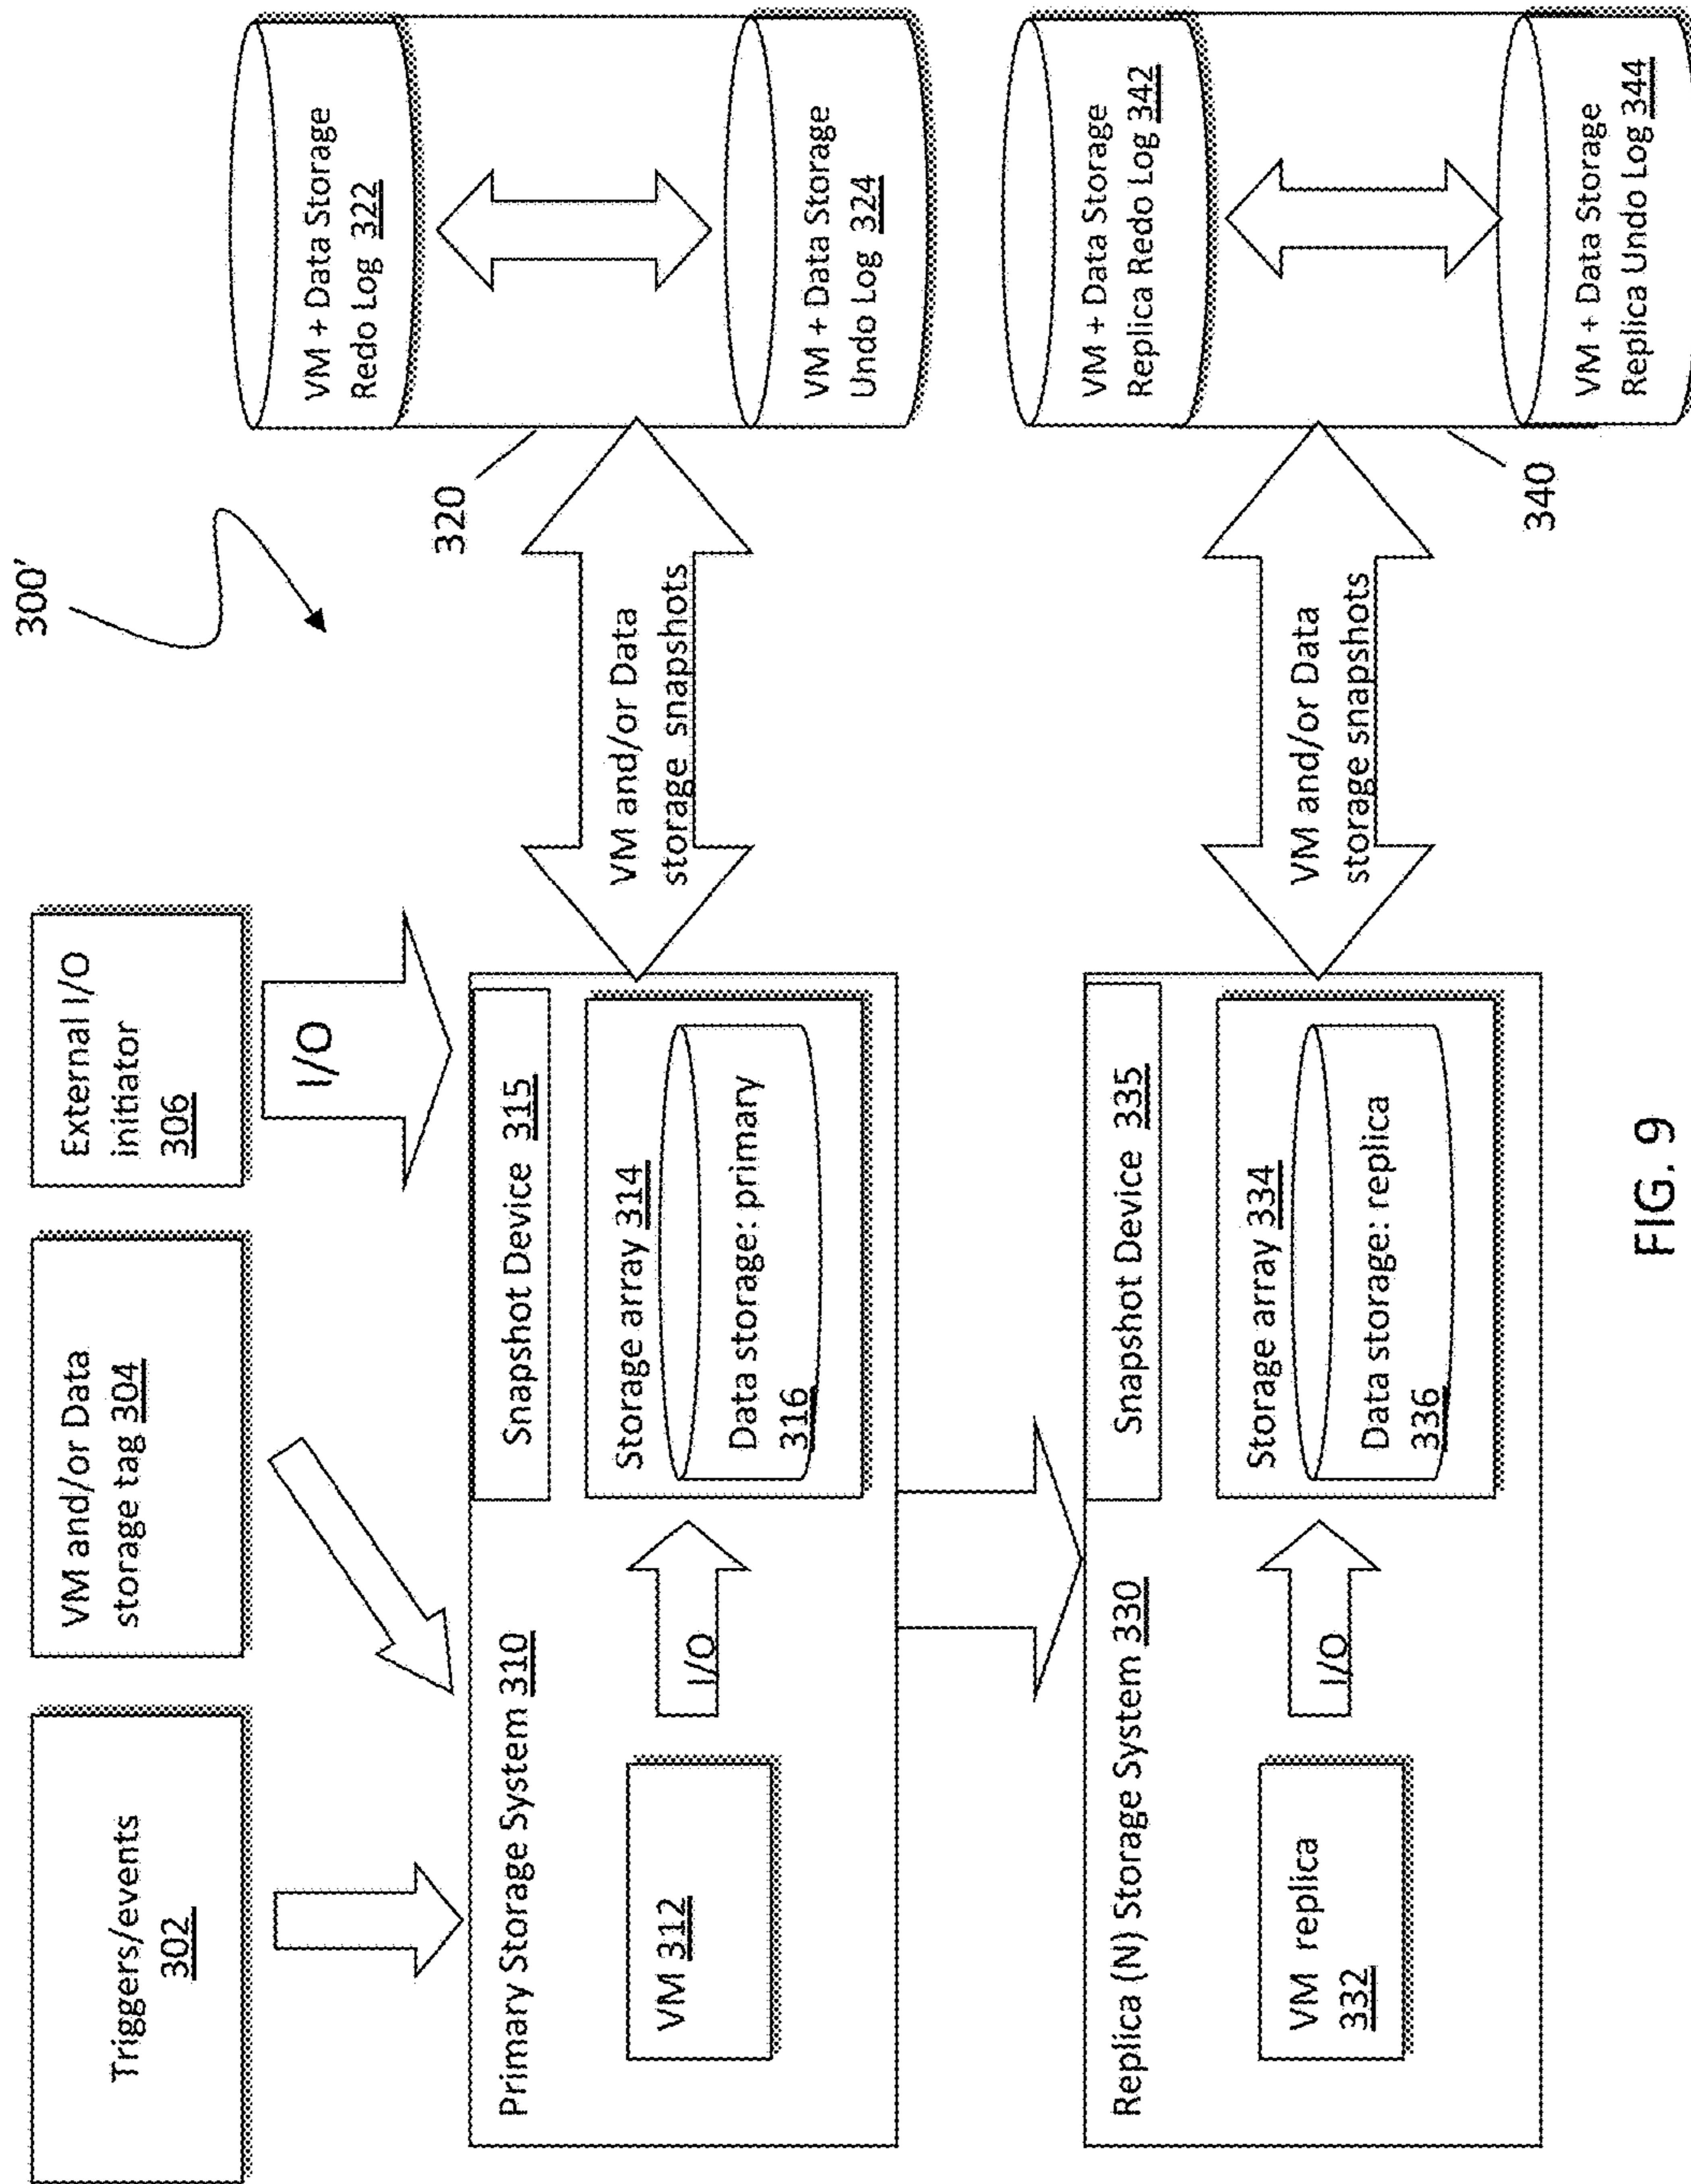 300'
Triggers/events
302
VM and/or Data
storage tag 304
External I/O
initiator
306
I/O
Primary Storage System 310
VM 312
I/O
Snapshot Device 315
Storage array 314
Data storage: primary
316
VM and/or Data
storage snapshots
320
VM + Data Storage
Redo Log 322
VM + Data Storage
Undo Log 324
Replica (N) Storage System 330
VM replica
332
I/O
Snapshot Device 335
Storage array 334
Data storage: replica
336
VM and/or Data
storage snapshots
340
VM + Data Storage
Replica Redo Log 342
VM + Data Storage
Replica Undo Log 344
FIG. 9